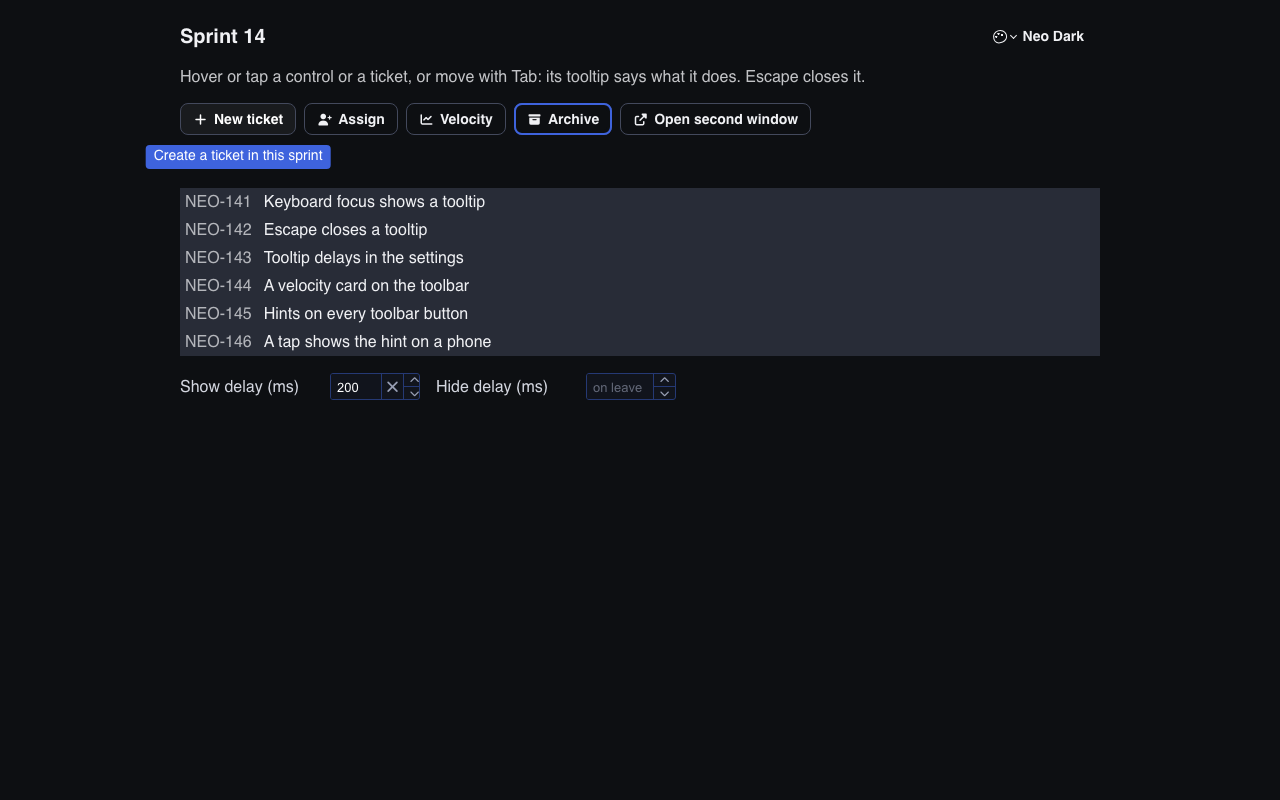 Sprint 14
Neo Dark
Hover or tap a control or a ticket, or move with Tab: its tooltip says what it does. Escape closes it.
New ticket
Assign
Velocity
Archive
Open second window
Create a ticket in this sprint
NEO-141 Keyboard focus shows a tooltip
NEO-142 Escape closes a tooltip
NEO-143 Tooltip delays in the settings
NEO-144 A velocity card on the toolbar
NEO-145 Hints on every toolbar button
NEO-146 A tap shows the hint on a phone
Show delay (ms) 200 Hide delay (ms) on leave